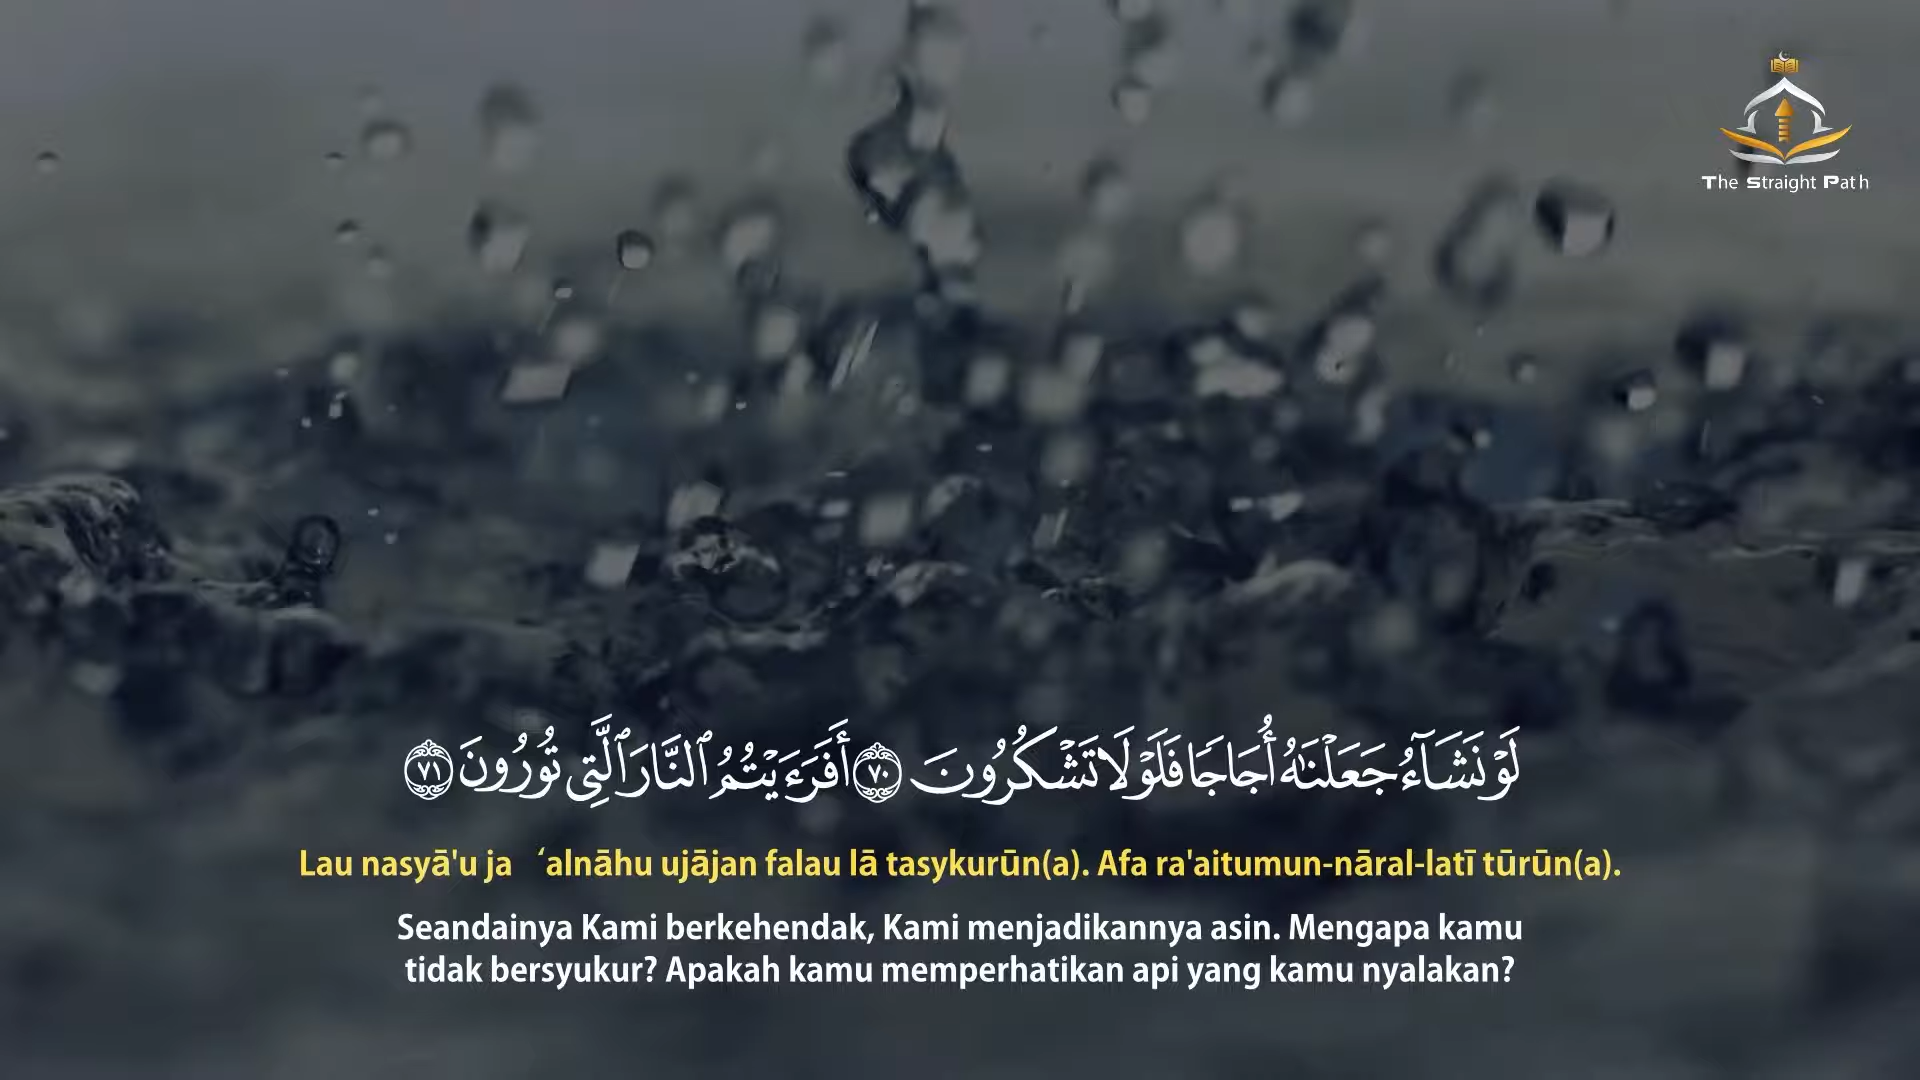 The Straight Path
لَوْ نَشَآءُ جَعَلْنَٰهُ أُجَاجًا فَلَوْلَا تَشْكُرُونَ ٧٠ أَفَرَءَيْتُمُ ٱلنَّارَ ٱلَّتِى تُورُونَ ٧١
Lau nasyā'u ja ‘alnāhu ujājan falau lā tasykurūn(a). Afa ra'aitumun-nāral-latī tūrūn(a).
Seandainya Kami berkehendak, Kami menjadikannya asin. Mengapa kamu
tidak bersyukur? Apakah kamu memperhatikan api yang kamu nyalakan?